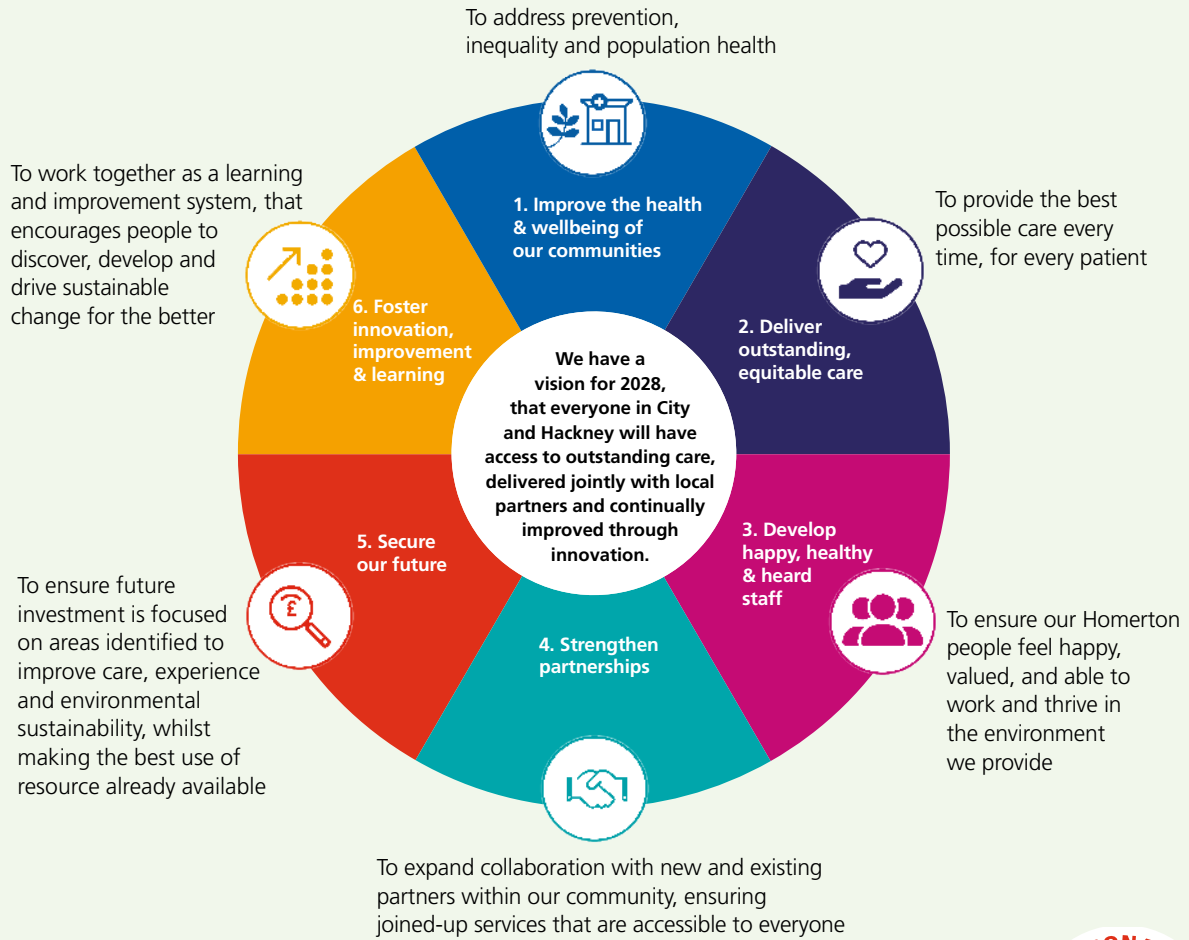 To address prevention,
inequality and population health
1. Improve the health
& wellbeing of
our communities
To provide the best
possible care every
time, for every patient
2. Deliver
outstanding,
equitable care
3. Develop
happy, healthy
& heard
staff
To ensure our Homerton
people feel happy,
valued, and able to
work and thrive in
the environment
we provide
4. Strengthen
partnerships
To expand collaboration with new and existing
partners within our community, ensuring
joined-up services that are accessible to everyone
5. Secure
our future
£
To ensure future
investment is focused
on areas identified to
improve care, experience
and environmental
sustainability, whilst
making the best use of
resource already available
6. Foster
innovation,
improvement
& learning
To work together as a learning
and improvement system, that
encourages people to
discover, develop and
drive sustainable
change for the better
We have a
vision for 2028,
that everyone in City
and Hackney will have
access to outstanding care,
delivered jointly with local
partners and continually
improved through
innovation.